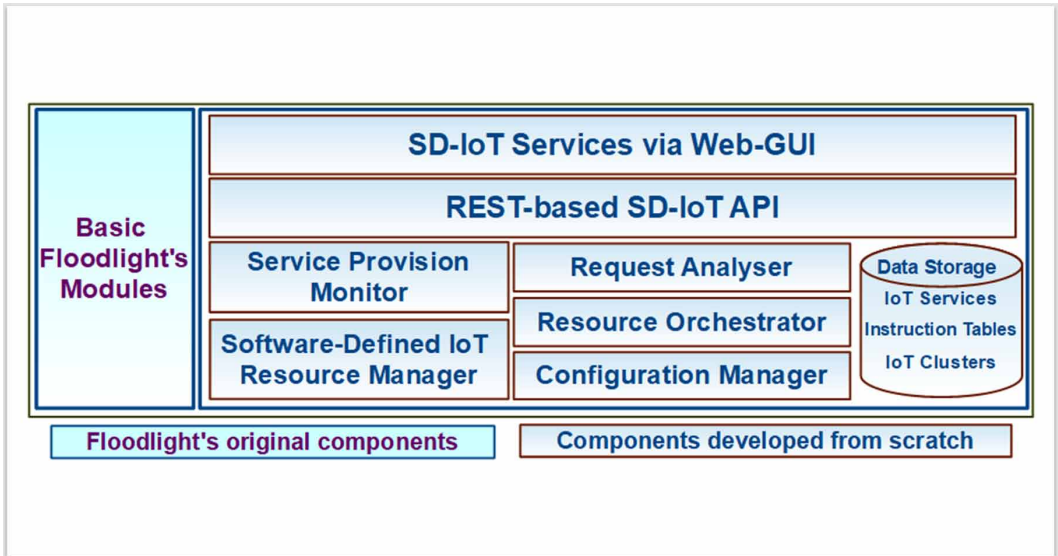 Basic
Floodlight's
Modules
SD-IoT Services via Web-GUI
REST-based SD-IoT API
Service Provision
Monitor
Software-Defined IoT
Resource Manager
Request Analyser
Resource Orchestrator
Configuration Manager
Data Storage
IoT Services
Instruction Tables
IoT Clusters
Floodlight's original components
Components developed from scratch